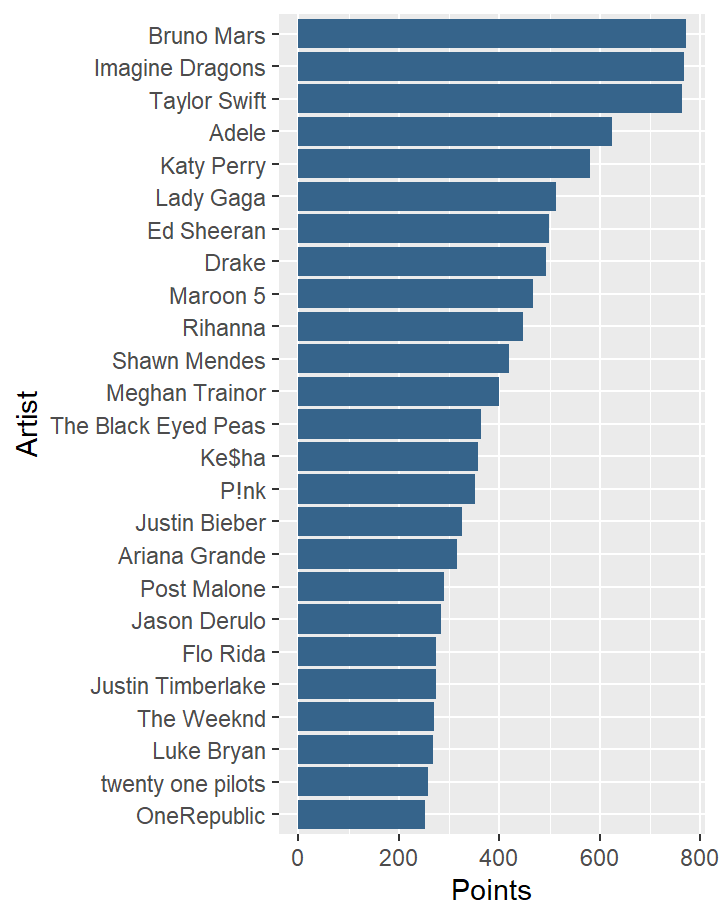 Bruno Mars
Imagine Dragons
Taylor Swift
Adele
Katy Perry
Lady Gaga
Ed Sheeran
Drake
Maroon 5
Rihanna
Shawn Mendes
Meghan Trainor
The Black Eyed Peas
Ke$ha
P!nk
Justin Bieber
Ariana Grande
Post Malone
Jason Derulo
Flo Rida
Justin Timberlake
The Weeknd
Luke Bryan
twenty one pilots
OneRepublic
Artist
0 200 400 600 800
Points